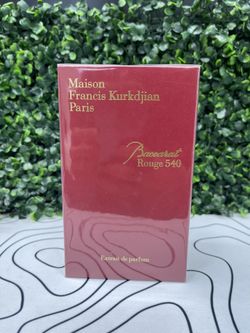 Maison
Francis Kurkdjian
Paris
Baccarat
Rouge 540
Extrait de parfum